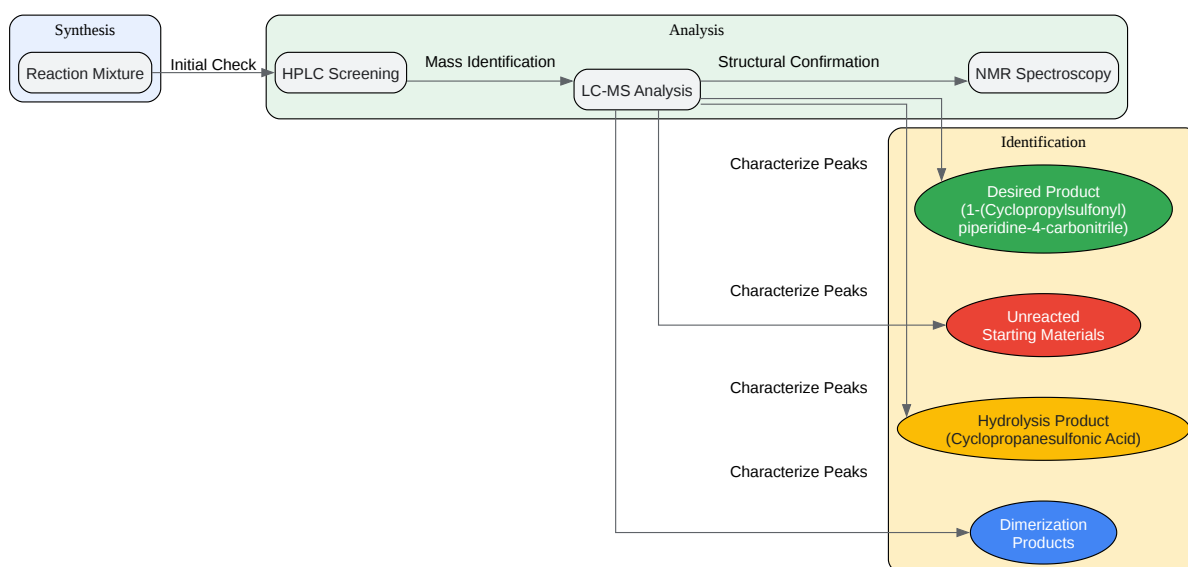 Synthesis
Reaction Mixture
Initial Check
Analysis
HPLC Screening
Mass Identification
LC-MS Analysis
Structural Confirmation
NMR Spectroscopy
Identification
Characterize Peaks
Desired Product
(1-(Cyclopropylsulfonyl)
piperidine-4-carbonitrile)
Characterize Peaks
Unreacted
Starting Materials
Characterize Peaks
Hydrolysis Product
(Cyclopropanesulfonic Acid)
Characterize Peaks
Dimerization
Products